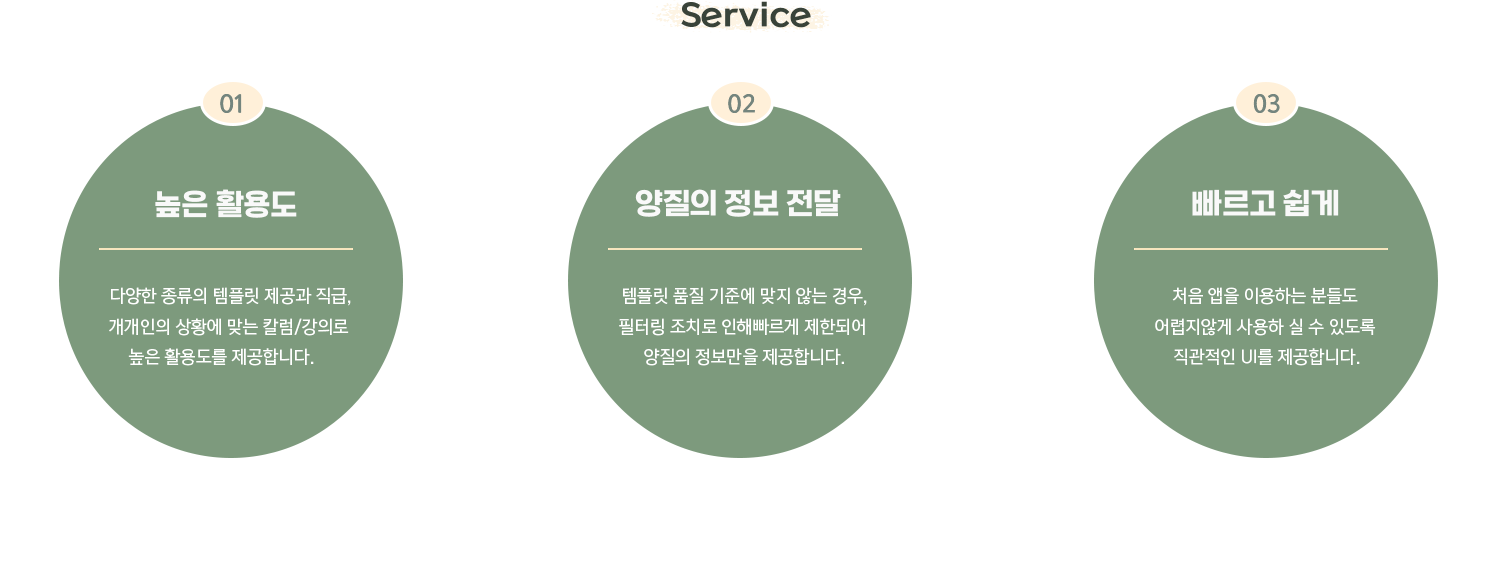 Service
01
높은 활용도
다양한 종류의 템플릿 제공과 직급,
개개인의 상황에 맞는 칼럼/강의로
높은 활용도를 제공합니다.
02
양질의 정보 전달
템플릿 품질 기준에 맞지 않는 경우,
필터링 조치로 인해빠르게 제한되어
양질의 정보만을 제공합니다.
03
빠르고 쉽게
처음 앱을 이용하는 분들도
어렵지않게 사용하 실 수 있도록
직관적인 UI를 제공합니다.